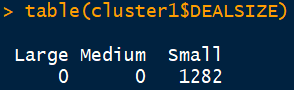 > table(cluster1$DEALSIZE)
Large Medium Small
0 0 1282